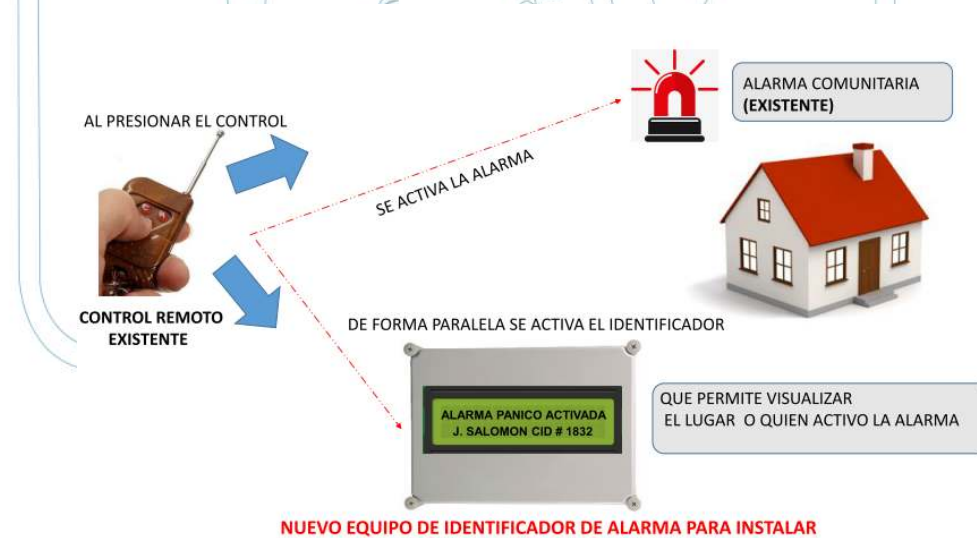 AL PRESIONAR EL CONTROL
CONTROL REMOTO
EXISTENTE
SE ACTIVA LA ALARMA
ALARMA COMUNITARIA
(EXISTENTE)
DE FORMA PARALELA SE ACTIVA EL IDENTIFICADOR
ALARMA PANICO ACTIVADA
J. SALOMON CID # 1832
QUE PERMITE VISUALIZAR
EL LUGAR O QUIEN ACTIVO LA ALARMA
NUEVO EQUIPO DE IDENTIFICADOR DE ALARMA PARA INSTALAR